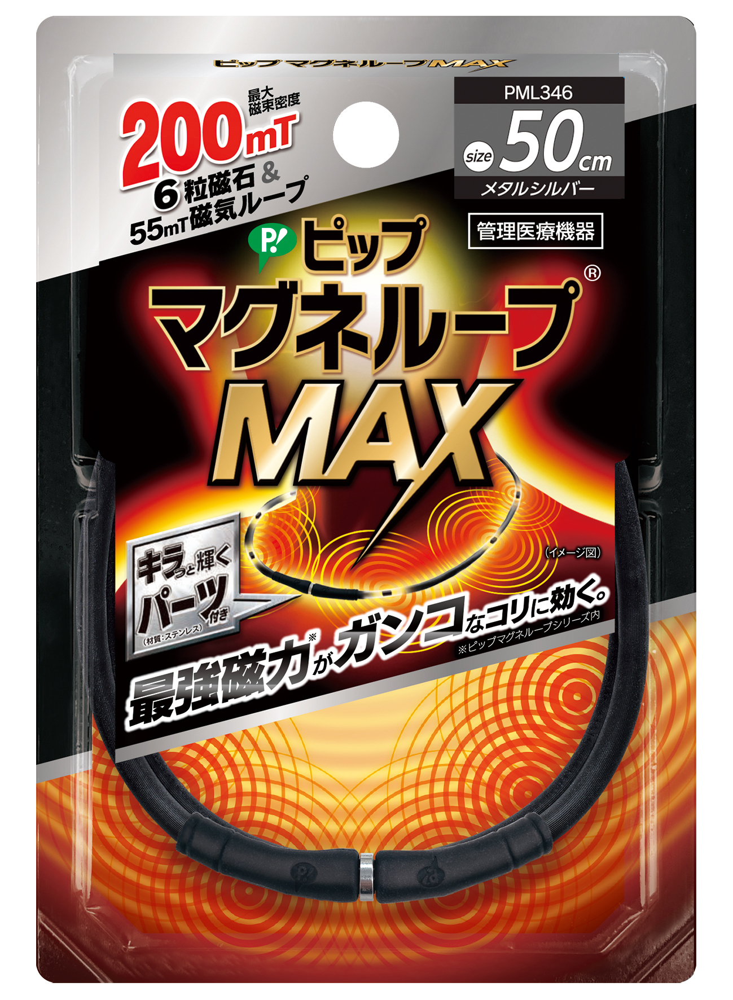 ピップ マグネループMAX
最大
磁束密度
200mT
6粒磁石&
55mT磁気ループ
PML346
size 50cm
メタルシルバー
管理医療機器
P! ピップ
マグネループ®
MAX
キラっと輝く
パーツ付き
(材質:ステンレス)
(イメージ図)
最強磁力※がガンコなコリに効く。
※ピップマグネループシリーズ内
P!
P!